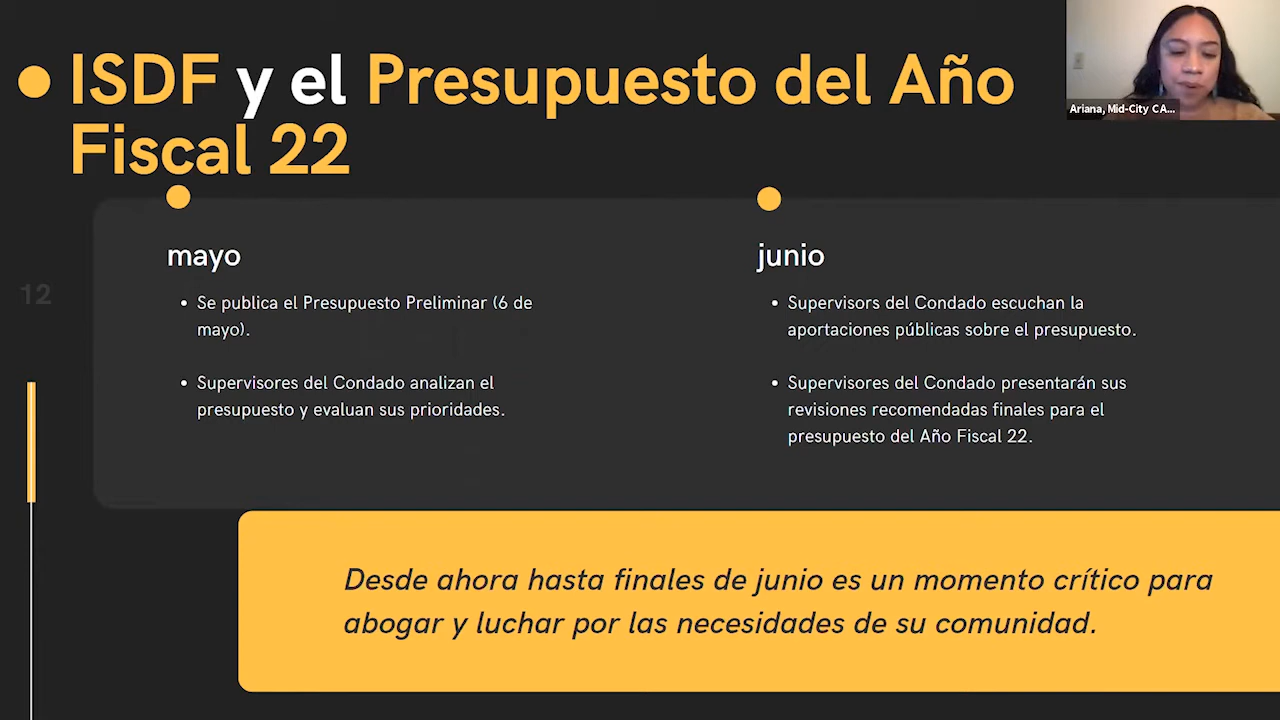 ISDF y el Presupuesto del Año
Fiscal 22
Ariana, Mid-City CA...
mayo
• Se publica el Presupuesto Preliminar (6 de
mayo).
• Supervisores del Condado analizan el
presupuesto y evaluan sus prioridades.
junio
• Supervisors del Condado escuchan la
aportaciones públicas sobre el presupuesto.
• Supervisores del Condado presentarán sus
revisiones recomendadas finales para el
presupuesto del Año Fiscal 22.
12
Desde ahora hasta finales de junio es un momento crítico para
abogar y luchar por las necesidades de su comunidad.